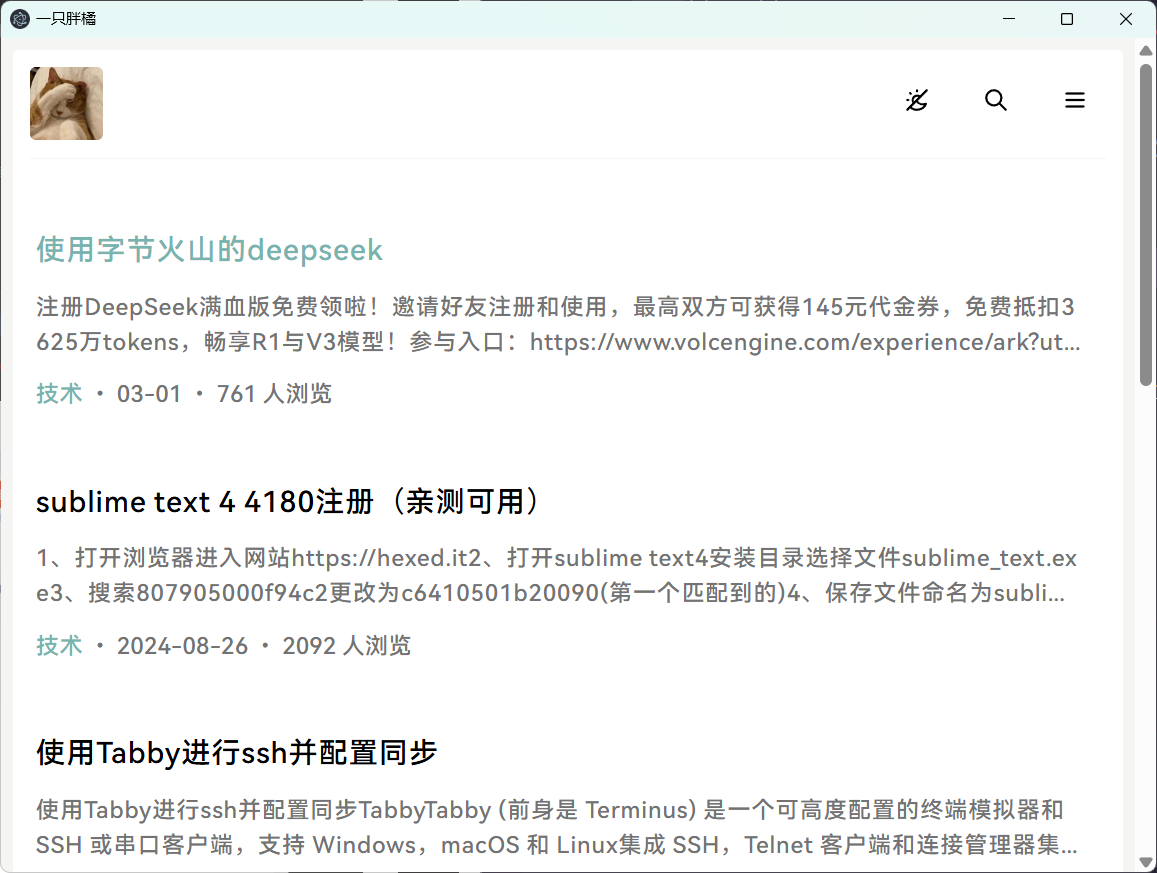 一只胖橘
使用字节火山的deepseek
注册DeepSeek满血版免费领啦！邀请好友注册和使用，最高双方可获得145元代金券，免费抵扣3
625万tokens，畅享R1与V3模型！参与入口：https://www.volcengine.com/experience/ark?ut...
技术 · 03-01 · 761 人浏览
sublime text 4 4180注册（亲测可用）
1、打开浏览器进入网站https://hexed.it2、打开sublime text4安装目录选择文件sublime_text.ex
e3、搜索807905000f94c2更改为c6410501b20090(第一个匹配到的)4、保存文件命名为subli...
技术 · 2024-08-26 · 2092 人浏览
使用Tabby进行ssh并配置同步
使用Tabby进行ssh并配置同步TabbyTabby (前身是 Terminus) 是一个可高度配置的终端模拟器和
SSH 或串口客户端，支持 Windows，macOS 和 Linux集成 SSH，Telnet 客户端和连接管理器集...